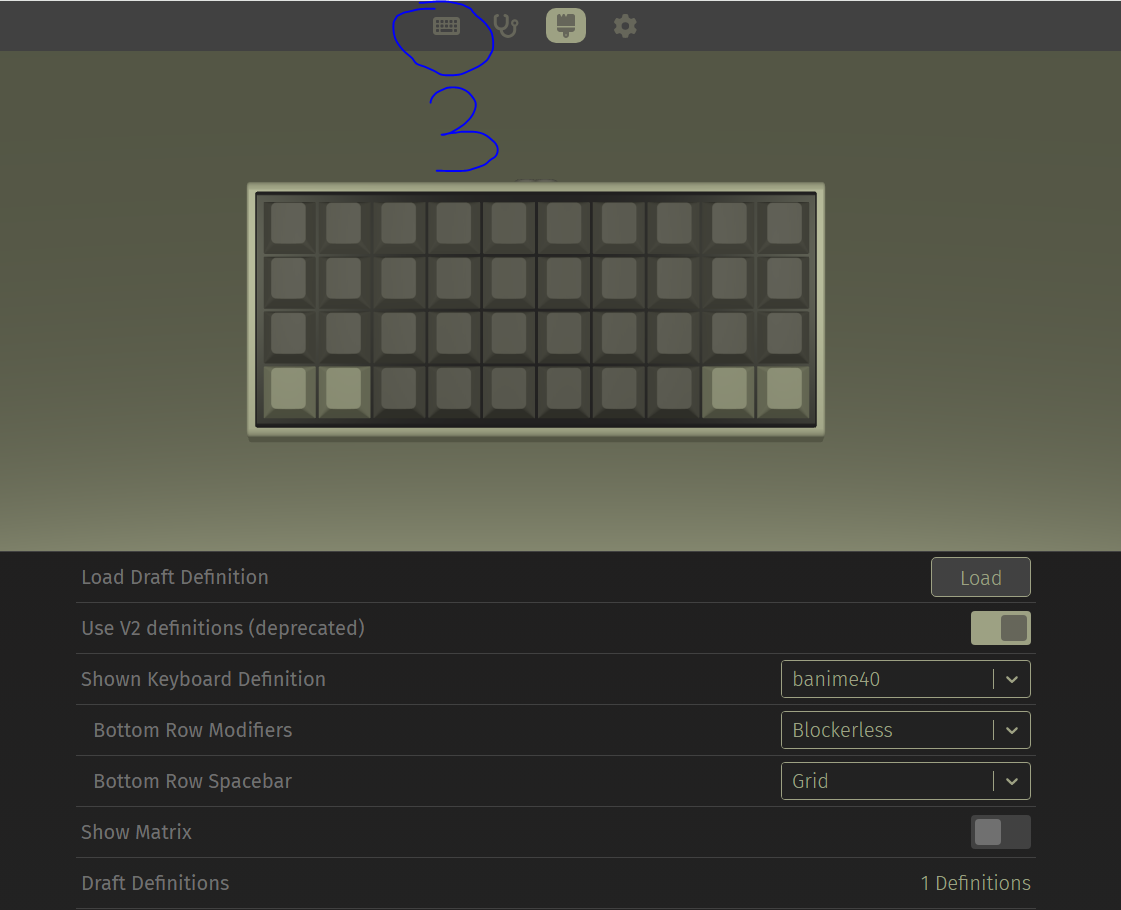 3
Load Draft Definition
Load
Use V2 definitions (deprecated)
Shown Keyboard Definition
banime40
Bottom Row Modifiers
Blockerless
Bottom Row Spacebar
Grid
Show Matrix
Draft Definitions
1 Definitions